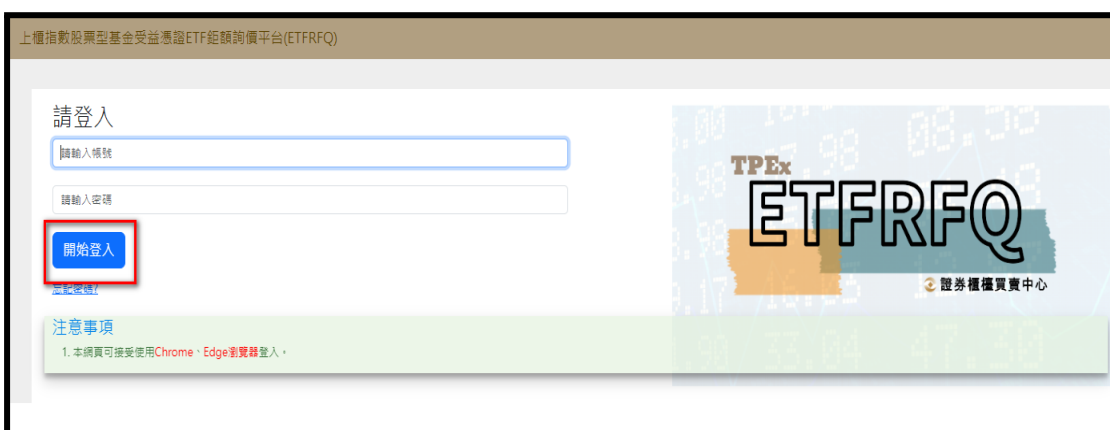 上櫃指數股票型基金受益憑證ETF鉅額詢價平台(ETFRFQ)
請登入
請輸入帳號
請輸入密碼
開始登入
忘記密碼?
注意事項
1. 本網頁可接受使用Chrome、Edge瀏覽器登入。
TPEx
ETFRFQ
證券櫃檯買賣中心